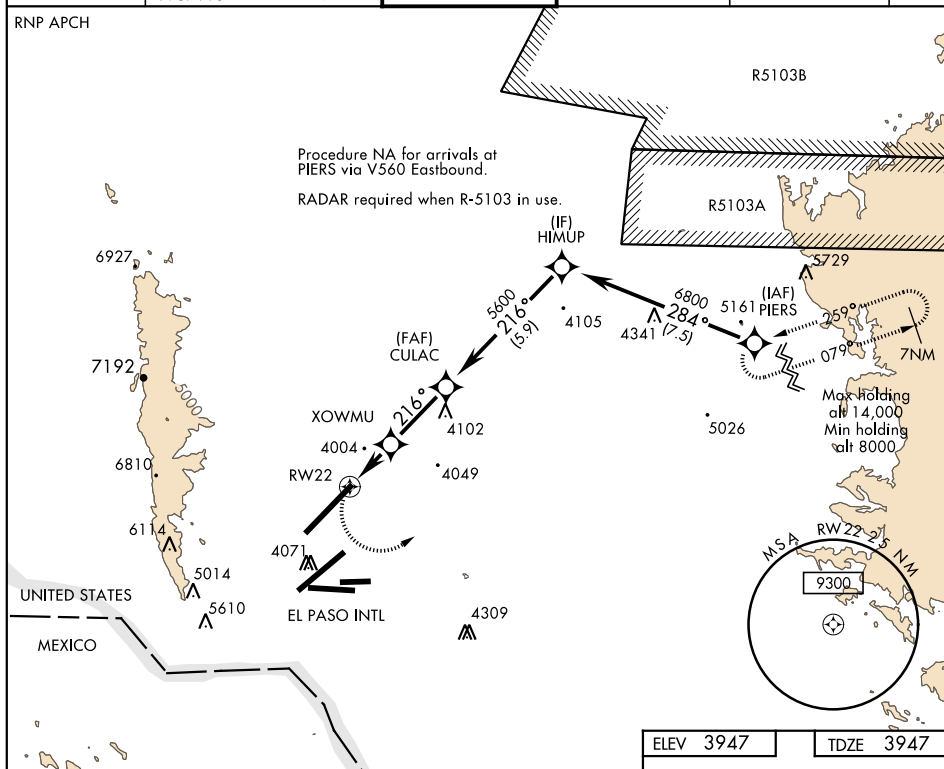 RNP APCH
R5103B
Procedure NA for arrivals at
PIERS via V560 Eastbound.
RADAR required when R-5103 in use.
R5103A
(IF)
HIMUP
6927
5729
6800
284°
(7.5)
5161
(IAF)
PIERS
259°
079°
7NM
5600
216°
(5.9)
4105
4341
(FAF)
CULAC
7192
5000
216°
Max holding
alt 14,000
Min holding
alt 8000
XOWMU
4102
5026
4004
4049
6810
RW22
6114
4071
MSA RW22 25 NM
9300
5014
UNITED STATES
5610
EL PASO INTL
4309
MEXICO
ELEV 3947
TDZE 3947